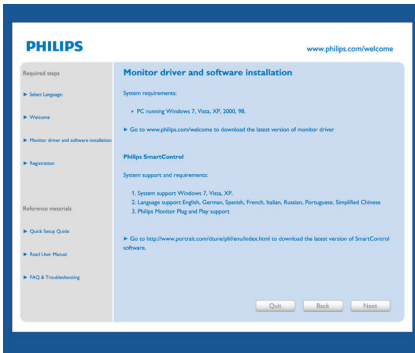 PHILIPS
www.philips.com/welcome
Required steps
Select Language
Welcome
Monitor driver and software installation
Registration
Reference materials
Quick Setup Guide
Read User Manual
FAQ & Troubleshooting
Monitor driver and software installation
System requirements:
• PC running Windows 7, Vista, XP, 2000, 98.
Go to www.philips.com/welcome to download the latest version of monitor driver
Philips SmartControl
System support and requirements:
1. System support Windows 7, Vista, XP.
2. Language support English, German, Spanish, French, Italian, Russian, Portuguese, Simplified Chinese
3. Philips Monitor Plug and Play support
Go to http://www.portrait.com/dtune/phl/enu/index.html to download the latest version of SmartControl
software.
Quit
Back
Next